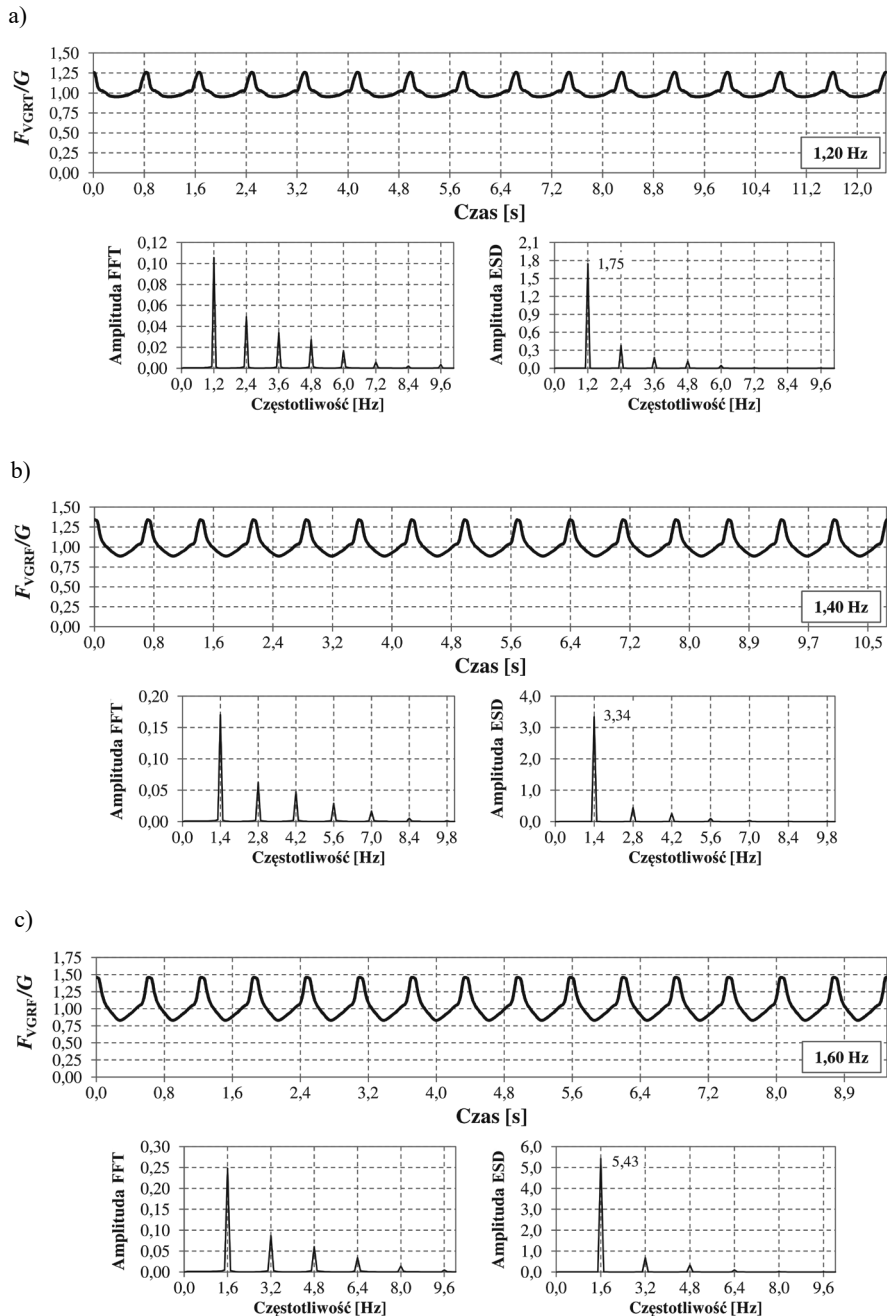 a)
1,50
1,25
1,00
0,75
0,50
0,25
0,00
F_VGRT/G
1,20 Hz
0,0 0,8 1,6 2,4 3,2 4,0 4,8 5,6 6,4 7,2 8,0 8,8 9,6 10,4 11,2 12,0
Czas [s]
Amplituda FFT
0,12
0,10
0,08
0,06
0,04
0,02
0,00
0,0 1,2 2,4 3,6 4,8 6,0 7,2 8,4 9,6
Częstotliwość [Hz]
Amplituda ESD
2,1
1,8
1,5
1,2
0,9
0,6
0,3
0,0
1,75
0,0 1,2 2,4 3,6 4,8 6,0 7,2 8,4 9,6
Częstotliwość [Hz]
b)
1,50
1,25
1,00
0,75
0,50
0,25
0,00
F_VGRF/G
1,40 Hz
0,0 0,8 1,6 2,4 3,2 4,0 4,8 5,6 6,4 7,2 8,0 8,9 9,7 10,5
Czas [s]
Amplituda FFT
0,20
0,15
0,10
0,05
0,00
0,0 1,4 2,8 4,2 5,6 7,0 8,4 9,8
Częstotliwość [Hz]
Amplituda ESD
4,0
3,0
2,0
1,0
0,0
3,34
0,0 1,4 2,8 4,2 5,6 7,0 8,4 9,8
Częstotliwość [Hz]
c)
1,75
1,50
1,25
1,00
0,75
0,50
0,25
0,00
F_VGRF/G
1,60 Hz
0,0 0,8 1,6 2,4 3,2 4,0 4,8 5,6 6,4 7,2 8,0 8,9
Czas [s]
Amplituda FFT
0,30
0,25
0,20
0,15
0,10
0,05
0,00
0,0 1,6 3,2 4,8 6,4 8,0 9,6
Częstotliwość [Hz]
Amplituda ESD
6,0
5,0
4,0
3,0
2,0
1,0
0,0
5,43
0,0 1,6 3,2 4,8 6,4 8,0 9,6
Częstotliwość [Hz]